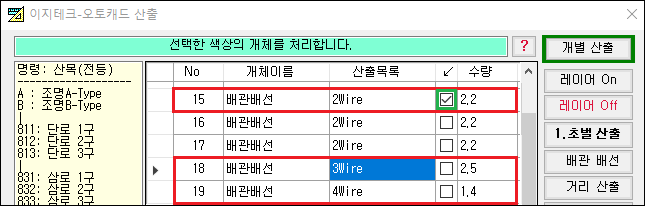 이지테크-오토캐드 산출
선택한 색상의 개체를 처리합니다.
?
개별 산출
명령: 산목(전등)
--------------------
A : 조명A-Type
B : 조명B-Type
|
811: 단로 1구
812: 단로 2구
813: 단로 3구
|
831: 삼로 1구
832: 삼로 2구
833: 삼로 3구
No 개체이름 산출목록 ↙ 수량
15 배관배선 2Wire 2,2
16 배관배선 2Wire 2,2
17 배관배선 2Wire 2,2
18 배관배선 3Wire 2,5
19 배관배선 4Wire 1,4
레이어 On
레이어 Off
1.초벌 산출
배관 배선
거리 산출